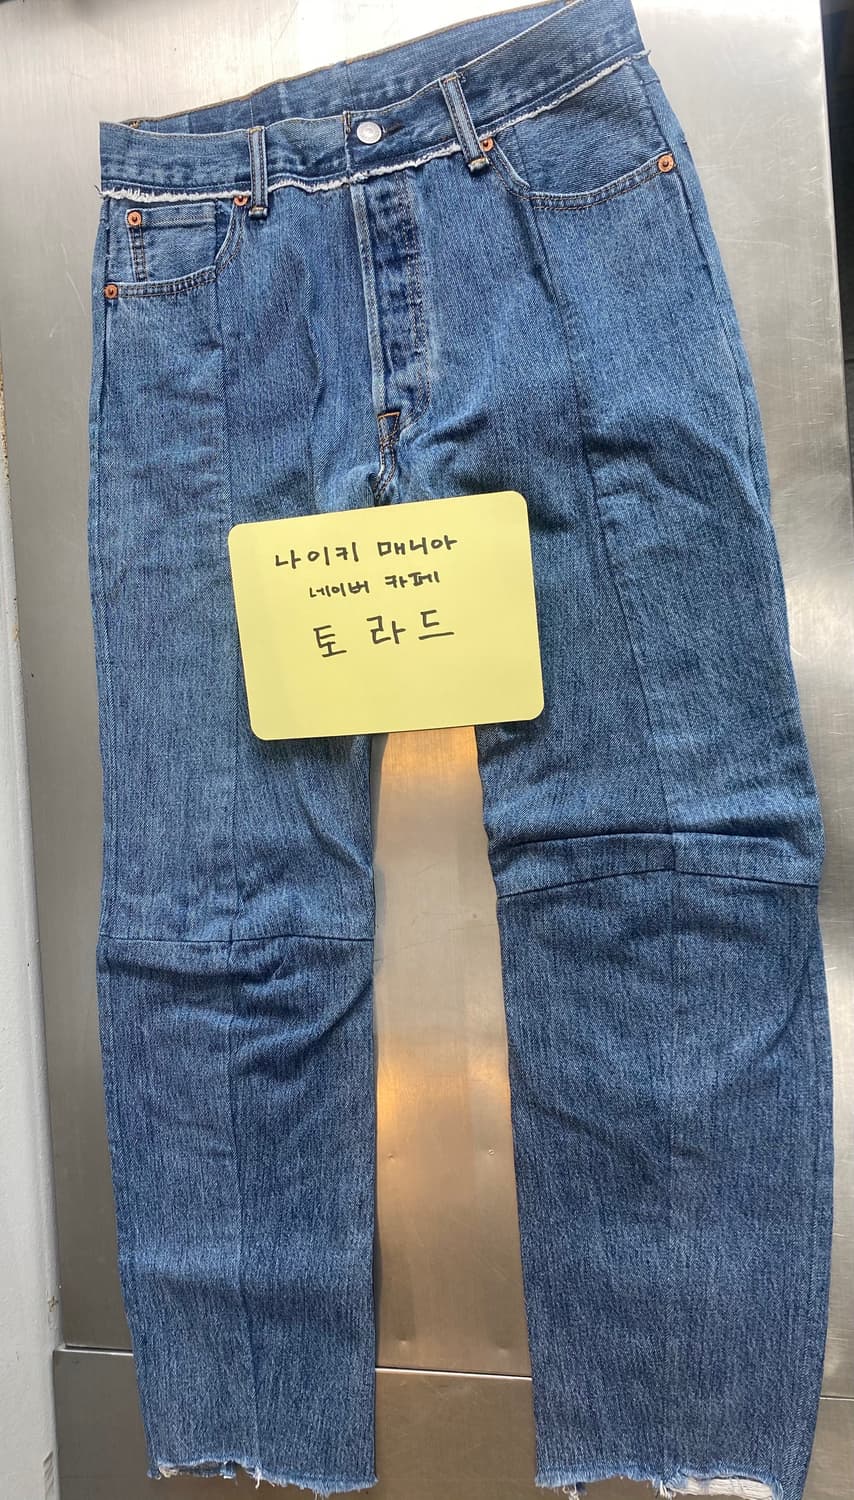 나이키 매니아
네이버 카페
토라드